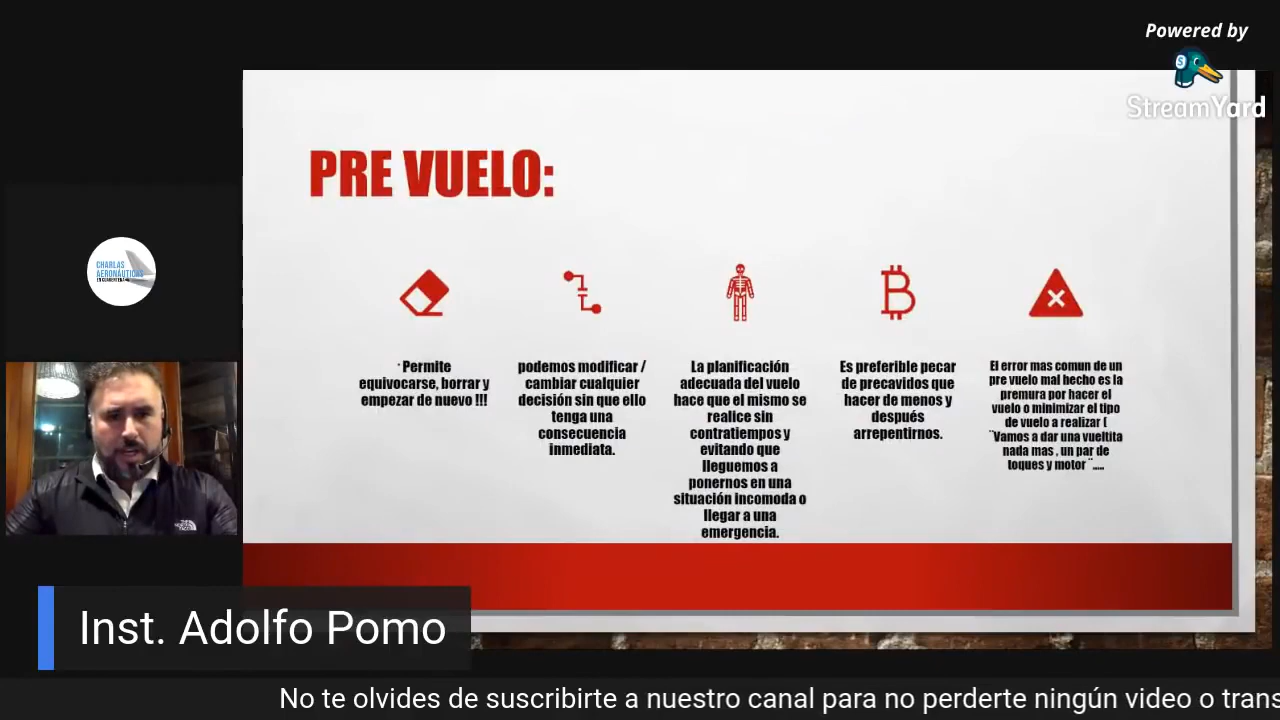 Powered by
StreamYard
PRE VUELO:
· Permite
equivocarse, borrar y
empezar de nuevo !!!
podemos modificar /
cambiar cualquier
decisión sin que ello
tenga una
consecuencia
inmediata.
La planificación
adecuada del vuelo
hace que el mismo se
realice sin
contratiempos y
evitando que
lleguemos a
ponernos en una
situación incomoda o
llegar a una
emergencia.
Es preferible pecar
de precavidos que
hacer de menos y
después
arrepentirnos.
El error mas comun de un
pre vuelo mal hecho es la
premura por hacer el
vuelo o minimizar el tipo
de vuelo a realizar (
¨Vamos a dar una vueltita
nada mas , un par de
toques y motor ¨.....
CHARLAS
AERONÁUTICAS
EN CUARENTENA
THE NORTH FACE
Inst. Adolfo Pomo
No te olvides de suscribirte a nuestro canal para no perderte ningún video o trans